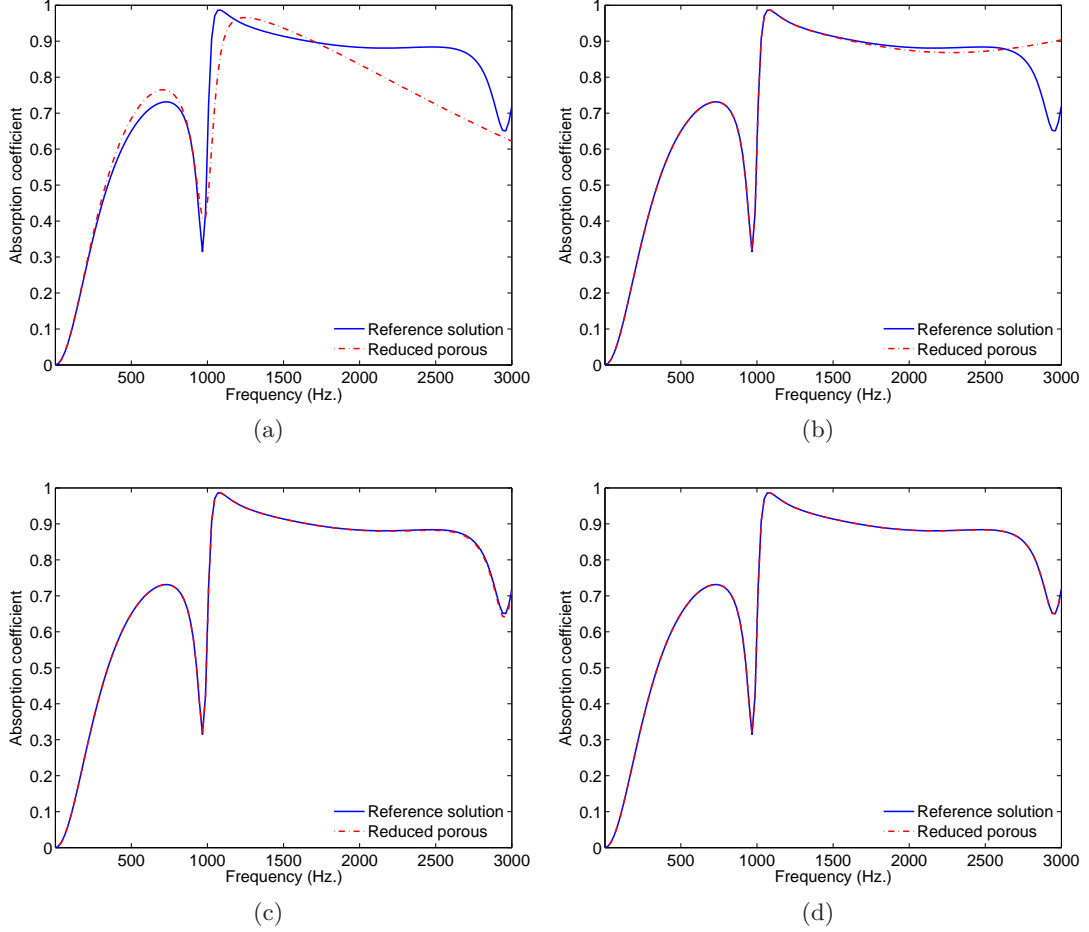 1
0.9
0.8
0.7
0.6
0.5
0.4
0.3
0.2
0.1
0
Absorption coefficient
Reference solution
Reduced porous
500 1000 1500 2000 2500 3000
Frequency (Hz.)
(a)
1
0.9
0.8
0.7
0.6
0.5
0.4
0.3
0.2
0.1
0
Absorption coefficient
Reference solution
Reduced porous
500 1000 1500 2000 2500 3000
Frequency (Hz.)
(b)
1
0.9
0.8
0.7
0.6
0.5
0.4
0.3
0.2
0.1
0
Absorption coefficient
Reference solution
Reduced porous
500 1000 1500 2000 2500 3000
Frequency (Hz.)
(c)
1
0.9
0.8
0.7
0.6
0.5
0.4
0.3
0.2
0.1
0
Absorption coefficient
Reference solution
Reduced porous
500 1000 1500 2000 2500 3000
Frequency (Hz.)
(d)